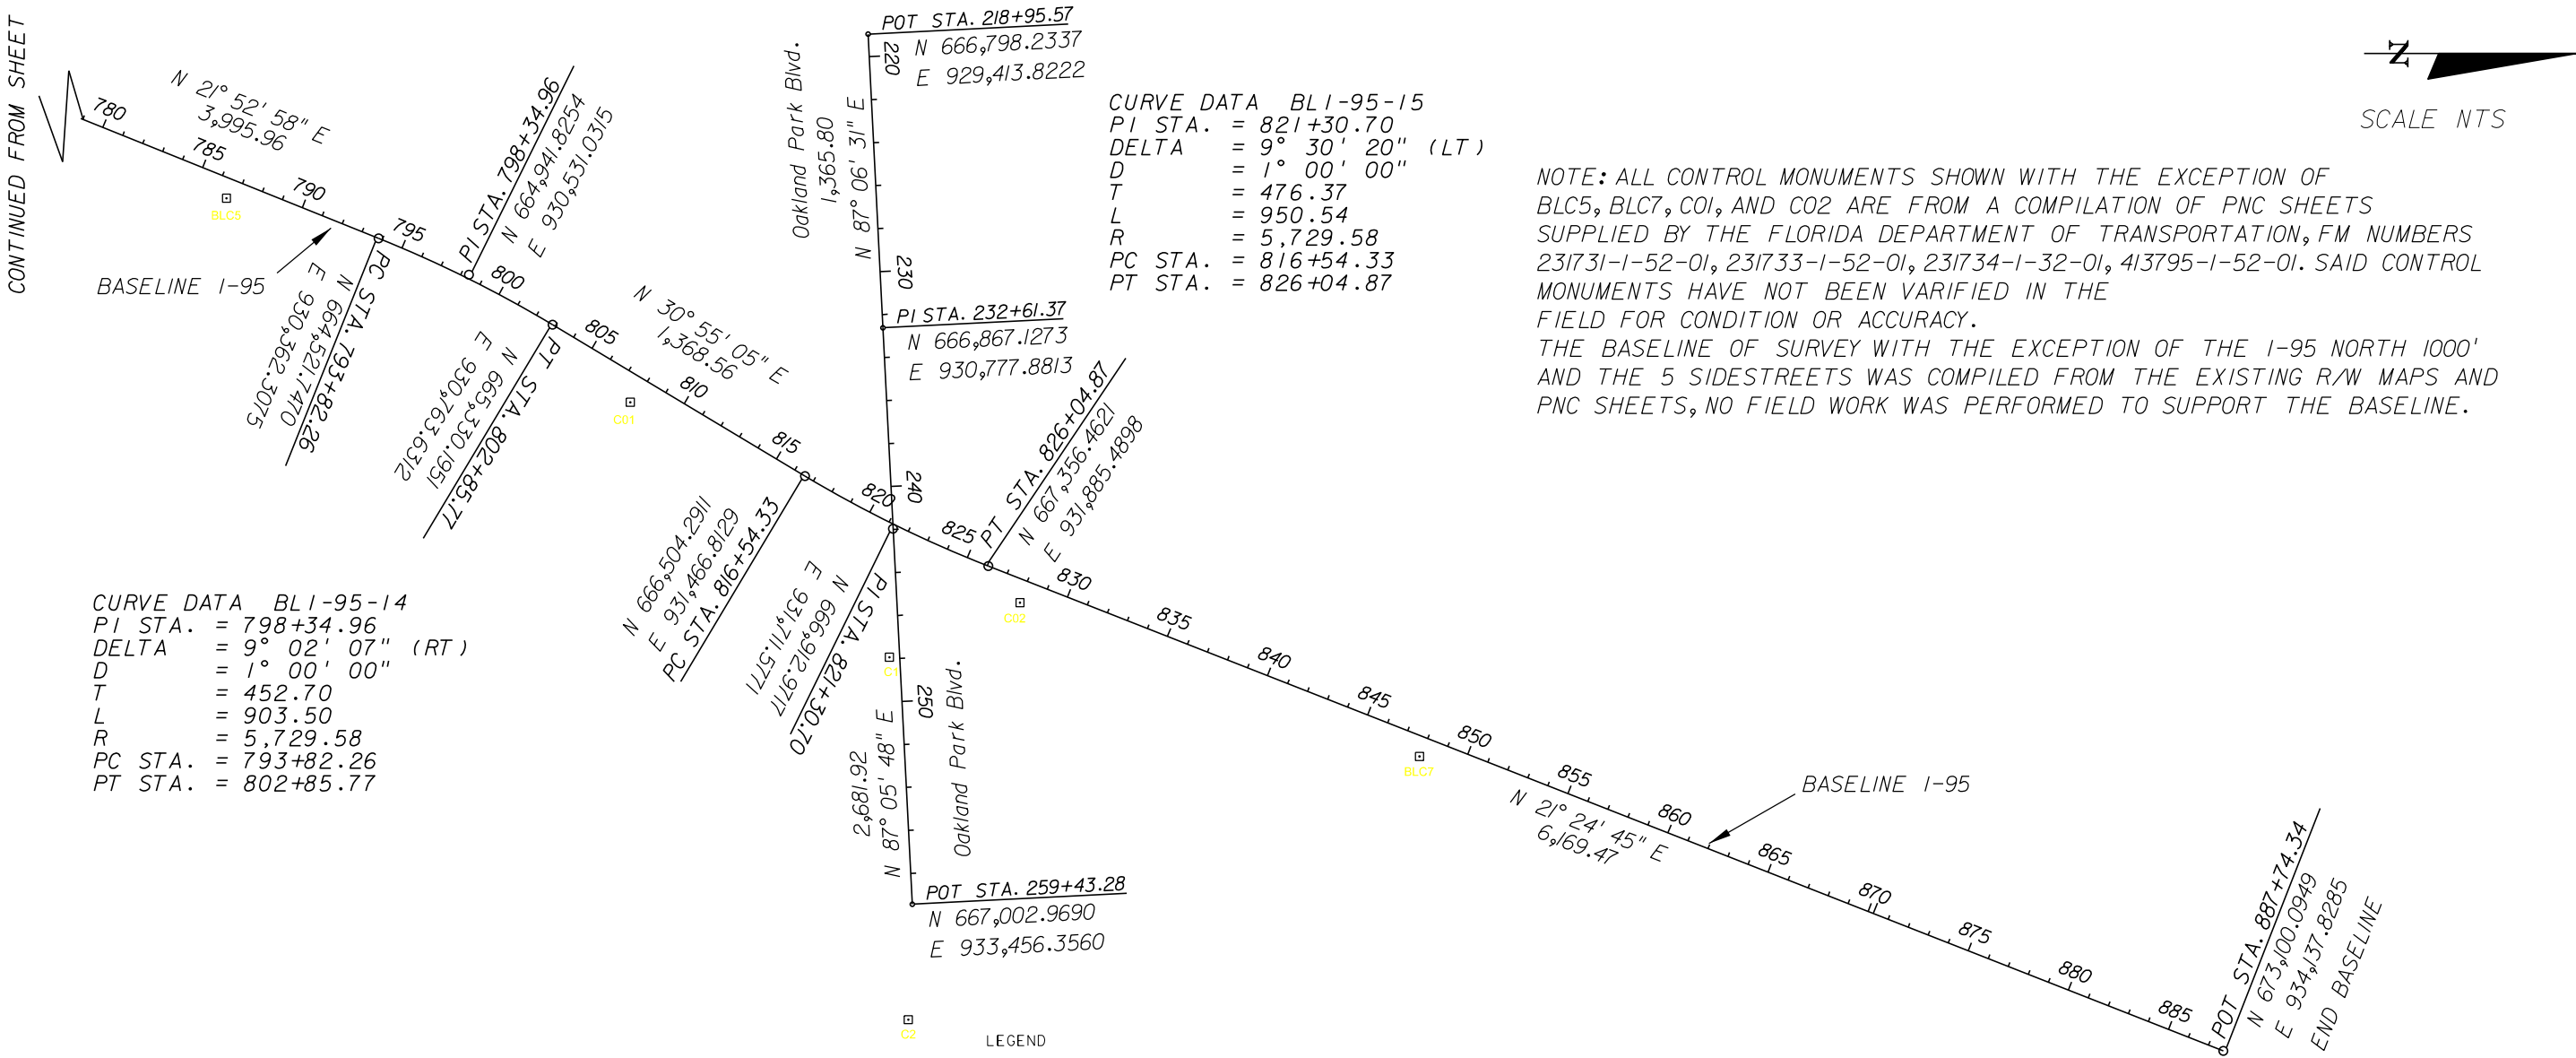 CONTINUED FROM SHEET
N 21° 52' 58" E
3,995.96
780
785
790
795
800
805
810
815
820
825
830
835
840
845
850
855
860
865
870
875
880
885
BLC5
BASELINE I-95
PC STA. 793+82.26
N 664,521.7470
E 930,362.3075
PI STA. 798+34.96
N 664,941.8254
E 930,531.0315
PT STA. 802+85.77
N 665,330.1951
E 930,763.6312
N 30° 55' 05" E
1,368.56
C01
N 666,504.2911
E 931,466.8129
PC STA. 816+54.33
PI STA. 821+30.70
N 666,912.9717
E 931,711.5771
PT STA. 826+04.87
N 667,356.4621
E 931,885.4898
C02
POT STA. 218+95.57
N 666,798.2337
E 929,413.8222
220
Oakland Park Blvd.
1,365.80
N 87° 06' 31" E
230
PI STA. 232+61.37
N 666,867.1273
E 930,777.8813
240
C1
250
Oakland Park Blvd.
2,681.92
N 87° 05' 48" E
POT STA. 259+43.28
N 667,002.9690
E 933,456.3560
C2
LEGEND
CURVE DATA BLI-95-14
PI STA. = 798+34.96
DELTA = 9° 02' 07" (RT)
D = 1° 00' 00"
T = 452.70
L = 903.50
R = 5,729.58
PC STA. = 793+82.26
PT STA. = 802+85.77
CURVE DATA BLI-95-15
PI STA. = 821+30.70
DELTA = 9° 30' 20" (LT)
D = 1° 00' 00"
T = 476.37
L = 950.54
R = 5,729.58
PC STA. = 816+54.33
PT STA. = 826+04.87
N
SCALE NTS
NOTE: ALL CONTROL MONUMENTS SHOWN WITH THE EXCEPTION OF
BLC5, BLC7, C01, AND C02 ARE FROM A COMPILATION OF PNC SHEETS
SUPPLIED BY THE FLORIDA DEPARTMENT OF TRANSPORTATION, FM NUMBERS
231731-1-52-01, 231733-1-52-01, 231734-1-32-01, 413795-1-52-01. SAID CONTROL
MONUMENTS HAVE NOT BEEN VARIFIED IN THE
FIELD FOR CONDITION OR ACCURACY.
THE BASELINE OF SURVEY WITH THE EXCEPTION OF THE I-95 NORTH 1000'
AND THE 5 SIDESTREETS WAS COMPILED FROM THE EXISTING R/W MAPS AND
PNC SHEETS, NO FIELD WORK WAS PERFORMED TO SUPPORT THE BASELINE.
BLC7
BASELINE I-95
N 21° 24' 45" E
6,169.47
POT STA. 887+74.34
N 673,100.0949
E 934,137.8285
END BASELINE